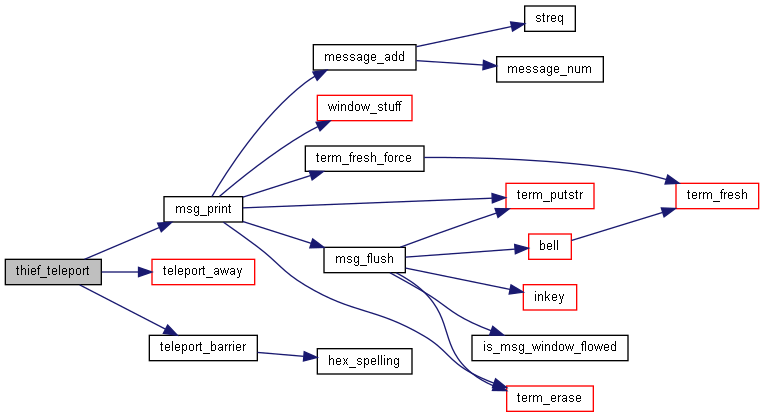 streq
message_add
message_num
window_stuff
term_fresh_force
term_putstr
term_fresh
msg_print
bell
msg_flush
thief_teleport
teleport_away
inkey
teleport_barrier
is_msg_window_flowed
hex_spelling
term_erase